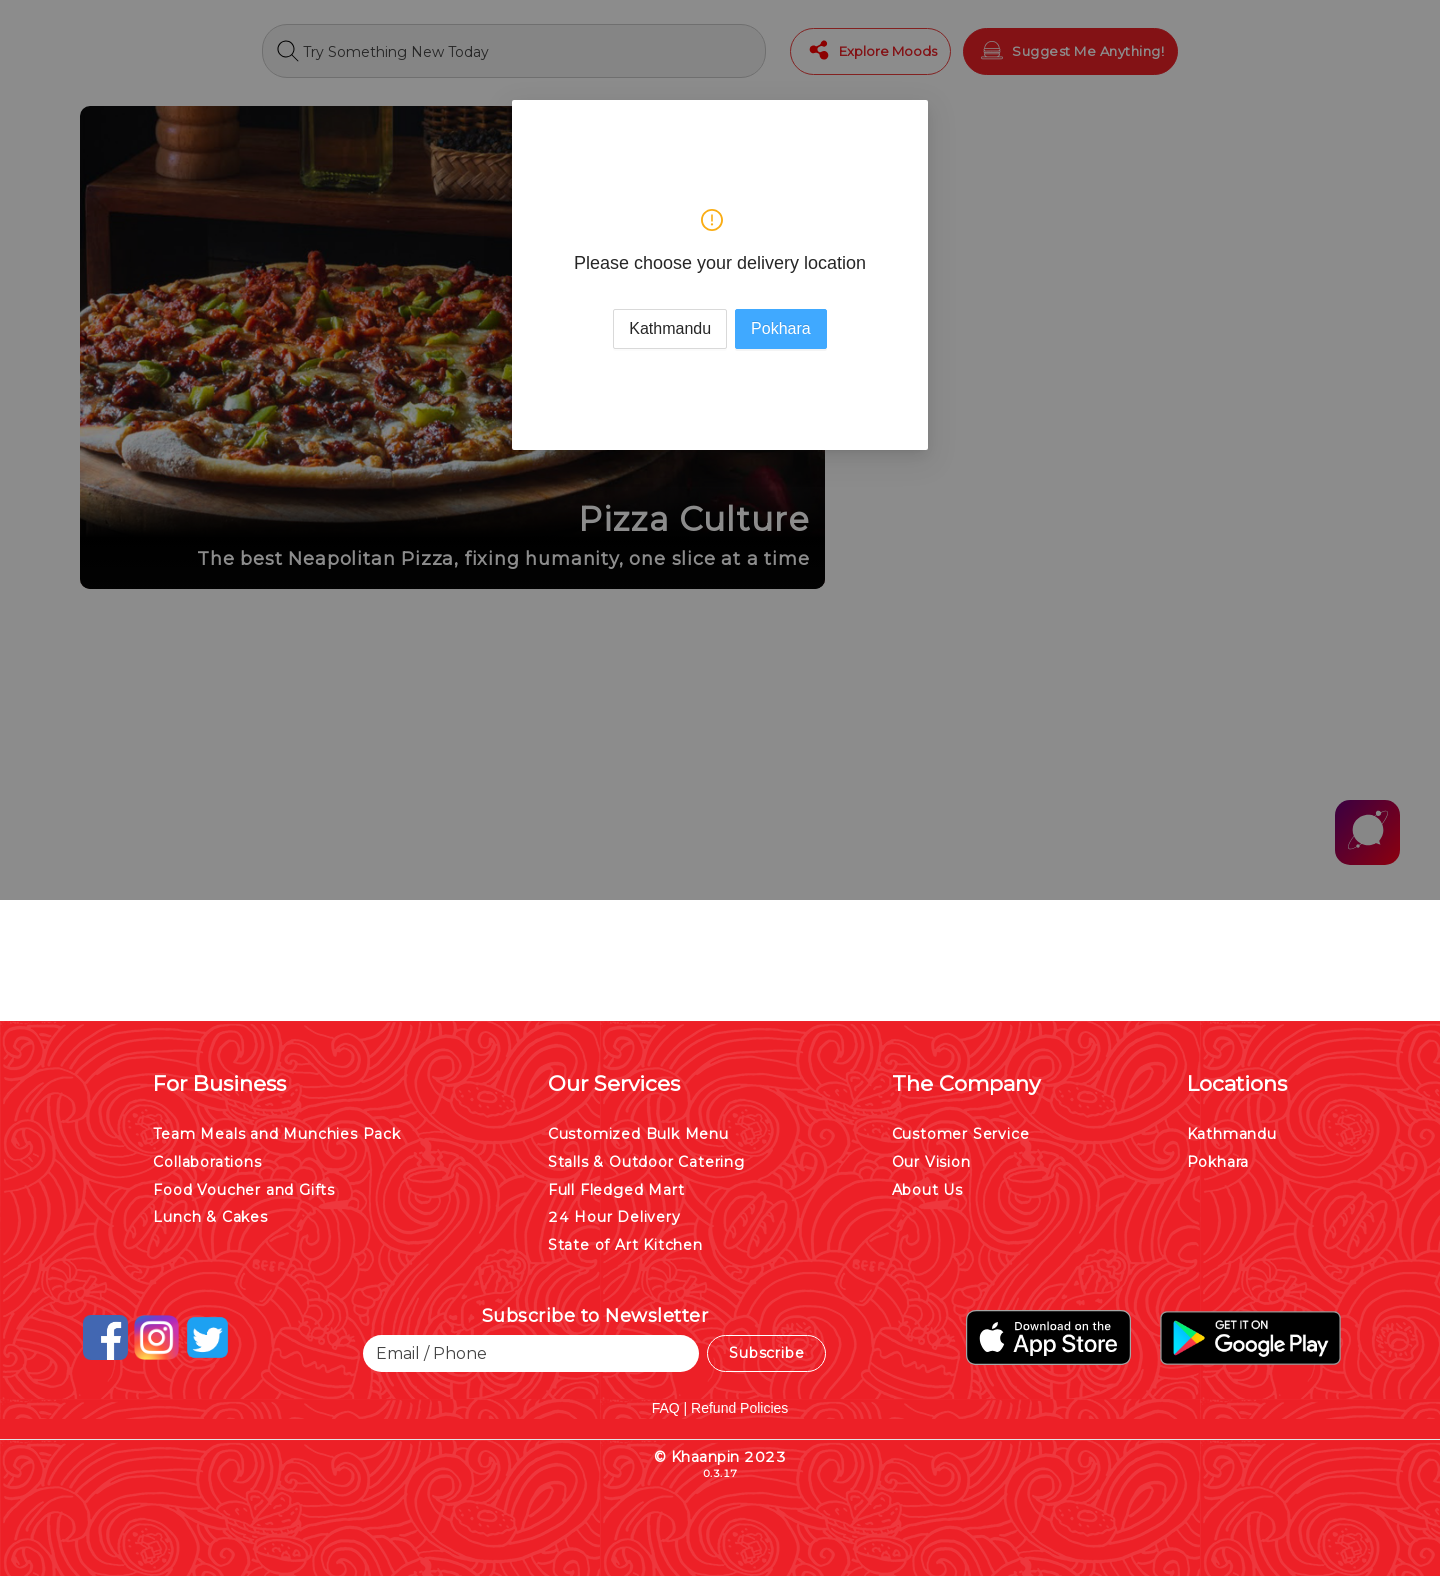 Try Something New Today
Explore Moods
Suggest Me Anything!
Please choose your delivery location
Kathmandu
Pokhara
Pizza Culture
The best Neapolitan Pizza, fixing humanity, one slice at a time
For Business
Team Meals and Munchies Pack
Collaborations
Food Voucher and Gifts
Lunch & Cakes
Our Services
Customized Bulk Menu
Stalls & Outdoor Catering
Full Fledged Mart
24 Hour Delivery
State of Art Kitchen
The Company
Customer Service
Our Vision
About Us
Locations
Kathmandu
Pokhara
Subscribe to Newsletter
Email / Phone
Subscribe
Download on the
App Store
GET IT ON
Google Play
FAQ | Refund Policies
© Khaanpin 2023
0.3.17